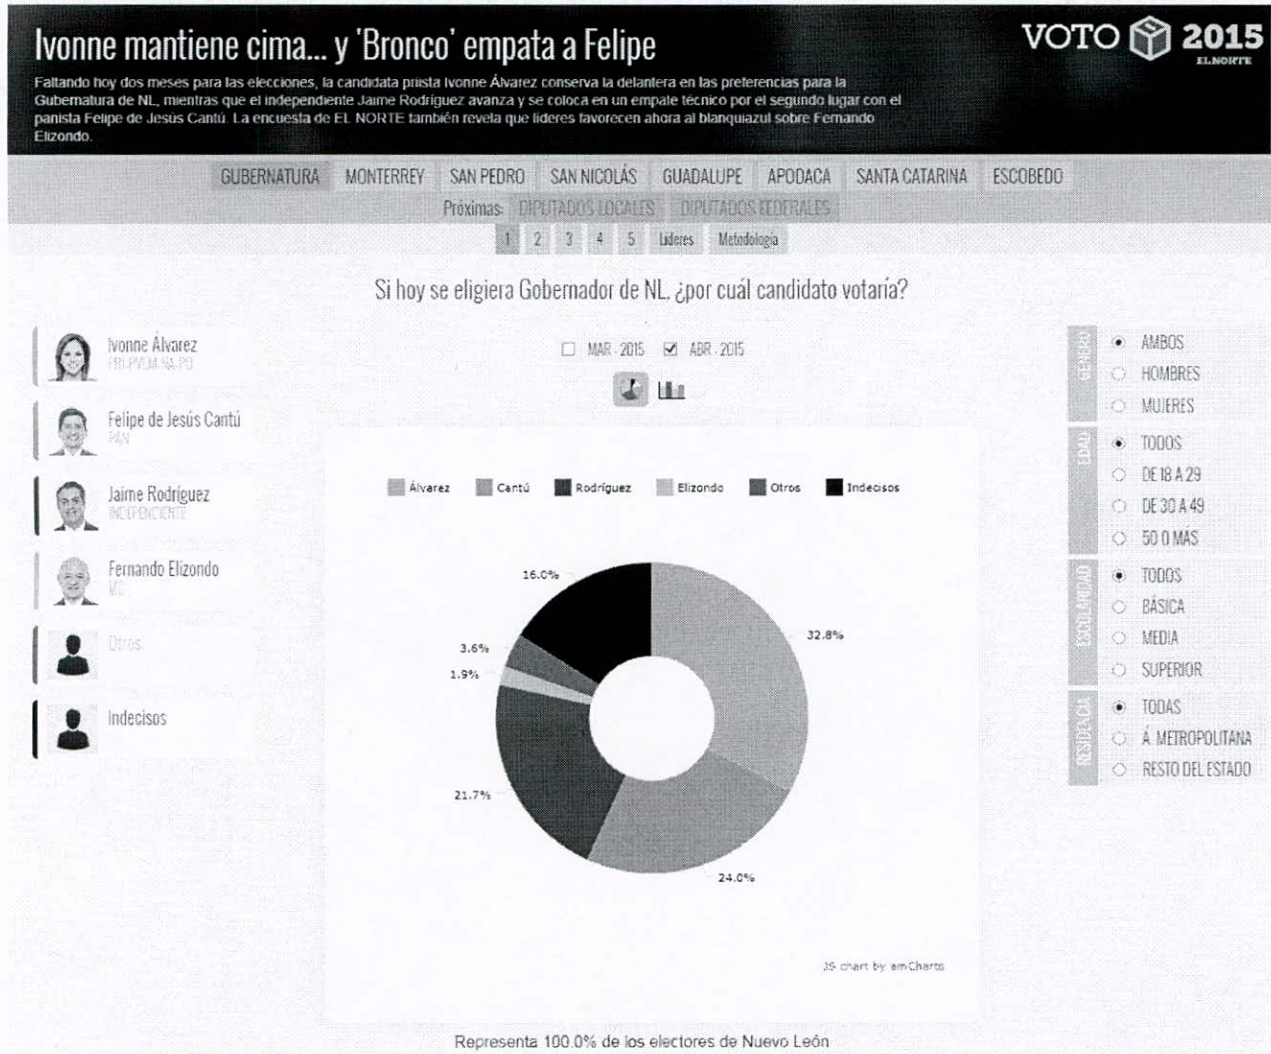 Ivonne mantiene cima... y 'Bronco' empata a Felipe
VOTO 2015
EL NORTE
Faltando hoy dos meses para las elecciones, la candidata priista Ivonne Álvarez conserva la delantera en las preferencias para la
Gubernatura de NL, mientras que el independiente Jaime Rodríguez avanza y se coloca en un empate técnico por el segundo lugar con el
panista Felipe de Jesús Cantú. La encuesta de EL NORTE también revela que líderes favorecen ahora al blanquiazul sobre Fernando
Elizondo.
GUBERNATURA MONTERREY SAN PEDRO SAN NICOLÁS GUADALUPE APODACA SANTA CATARINA ESCOBEDO
Próximas: DIPUTADOS LOCALES DIPUTADOS FEDERALES
1 2 3 4 5 Líderes Metodología
Si hoy se eligiera Gobernador de NL, ¿por cuál candidato votaría?
Ivonne Álvarez
PRI-PVEM-NA-PD
Felipe de Jesús Cantú
PAN
Jaime Rodríguez
INDEPENDIENTE
Fernando Elizondo
MC
Otros
Indecisos
MAR - 2015 ABR - 2015
Álvarez Cantú Rodríguez Elizondo Otros Indecisos
16.0%
32.8%
3.6%
1.9%
21.7%
24.0%
JS chart by amCharts
GÉNERO
AMBOS
HOMBRES
MUJERES
EDAD
TODOS
DE 18 A 29
DE 30 A 49
50 O MÁS
ESCOLARIDAD
TODOS
BÁSICA
MEDIA
SUPERIOR
RESIDENCIA
TODAS
Á. METROPOLITANA
RESTO DEL ESTADO
Representa 100.0% de los electores de Nuevo León